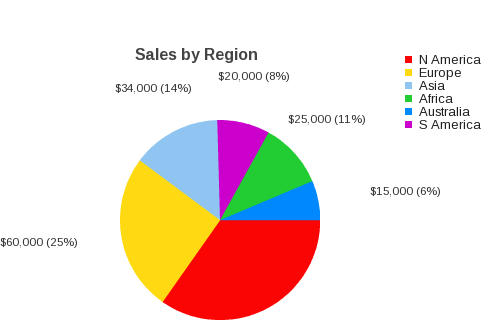 Sales by Region
$20,000 (8%)
$34,000 (14%)
$25,000 (11%)
$15,000 (6%)
$60,000 (25%)
N America
Europe
Asia
Africa
Australia
S America